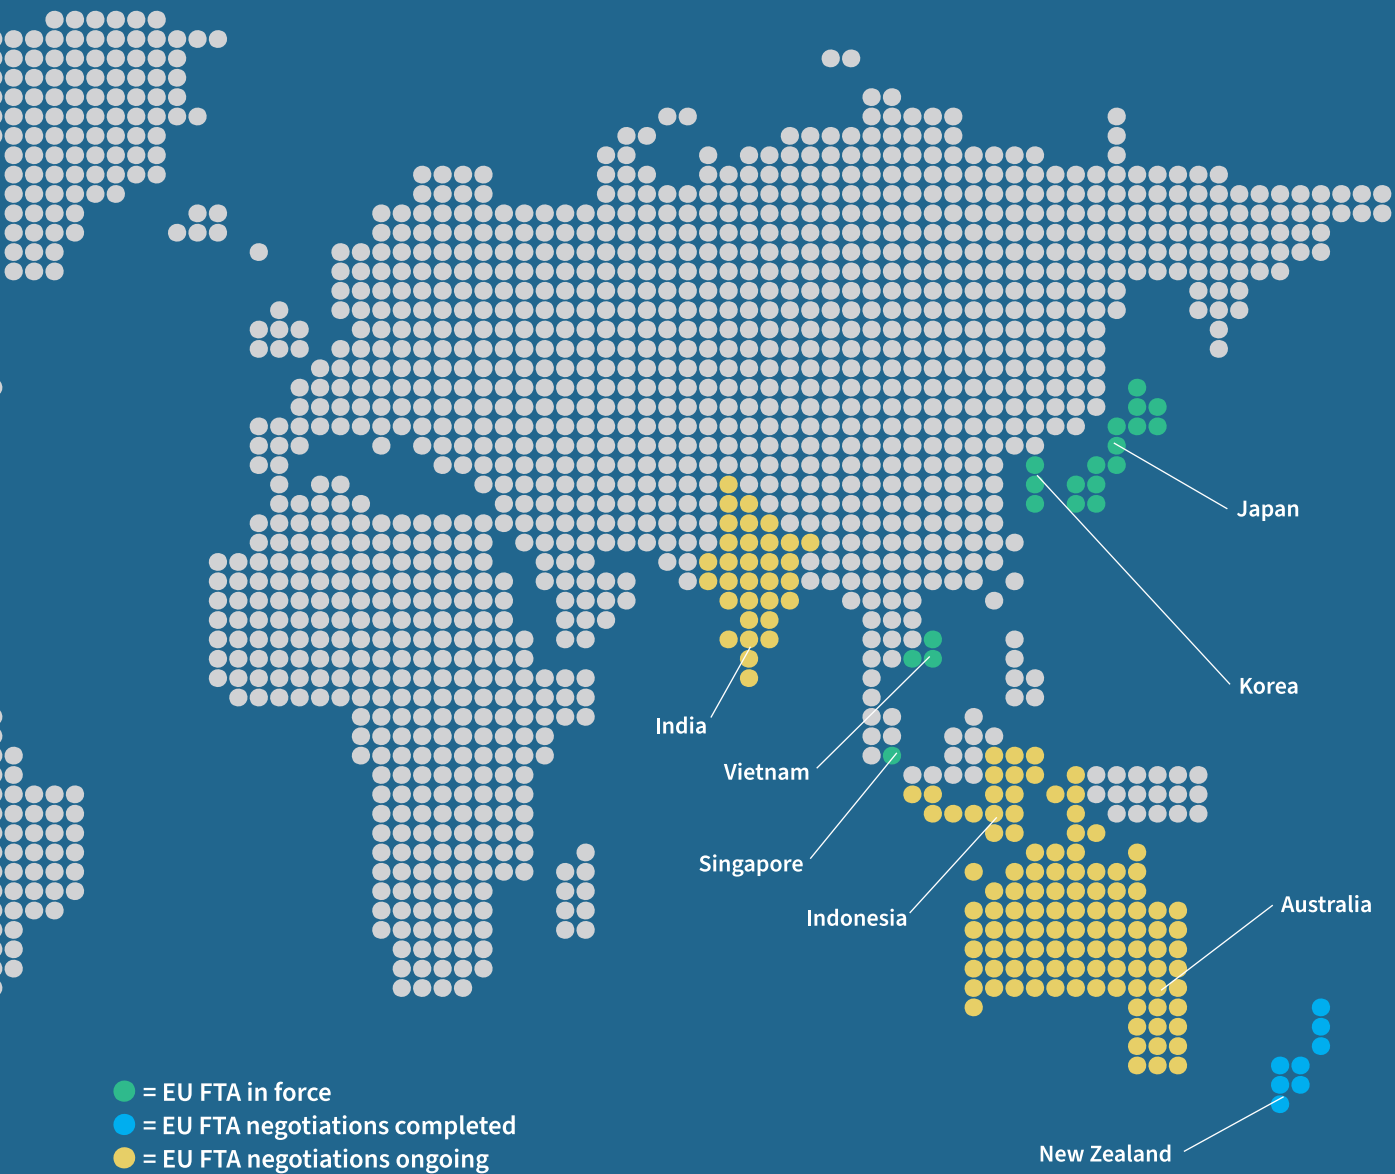 Japan
Korea
India
Vietnam
Singapore
Indonesia
Australia
= EU FTA in force
= EU FTA negotiations completed
= EU FTA negotiations ongoing
New Zealand